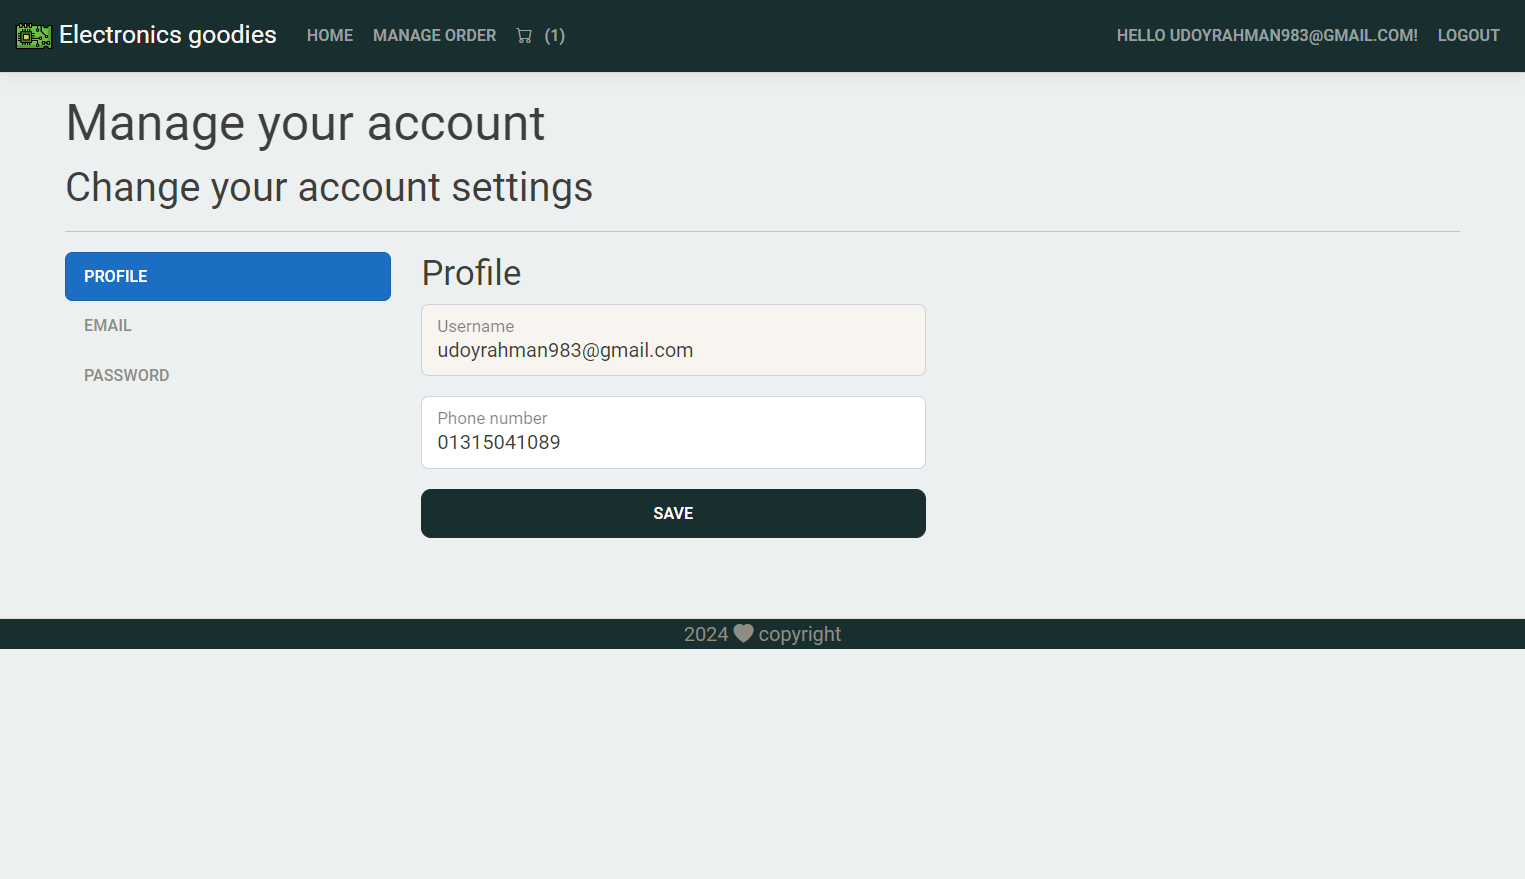 Electronics goodies HOME MANAGE ORDER (1) HELLO UDOYRAHMAN983@GMAIL.COM! LOGOUT
Manage your account
Change your account settings
PROFILE
EMAIL
PASSWORD
Profile
Username
udoyrahman983@gmail.com
Phone number
01315041089
SAVE
2024 copyright